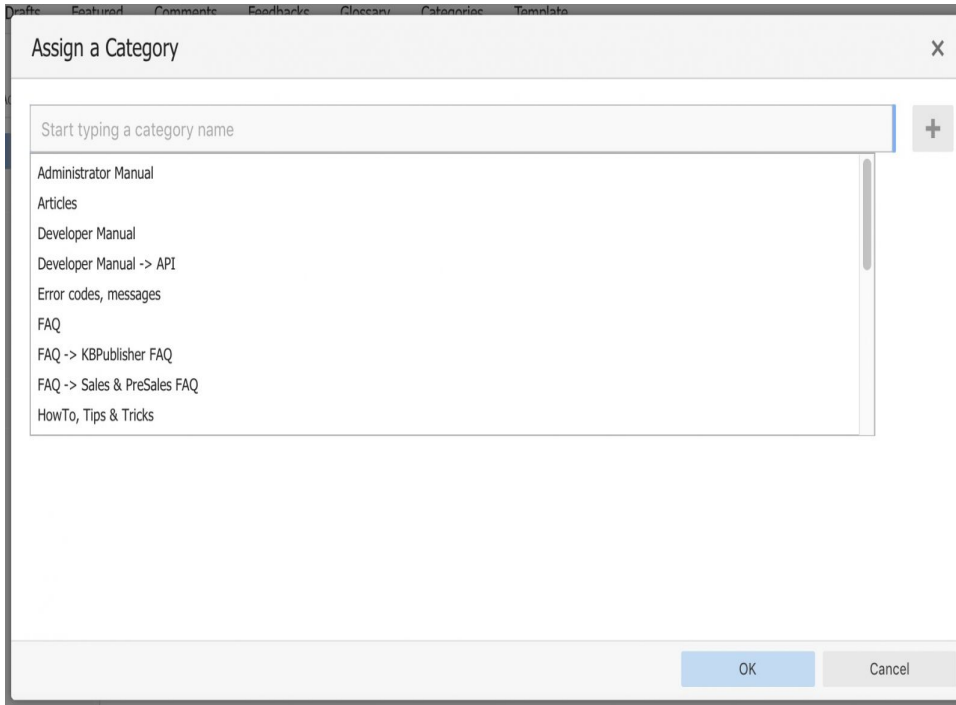 Drafts Featured Comments Feedbacks Glossary Categories Template
Assign a Category
Start typing a category name
Administrator Manual
Articles
Developer Manual
Developer Manual -> API
Error codes, messages
FAQ
FAQ -> KBPublisher FAQ
FAQ -> Sales & PreSales FAQ
HowTo, Tips & Tricks
OK Cancel